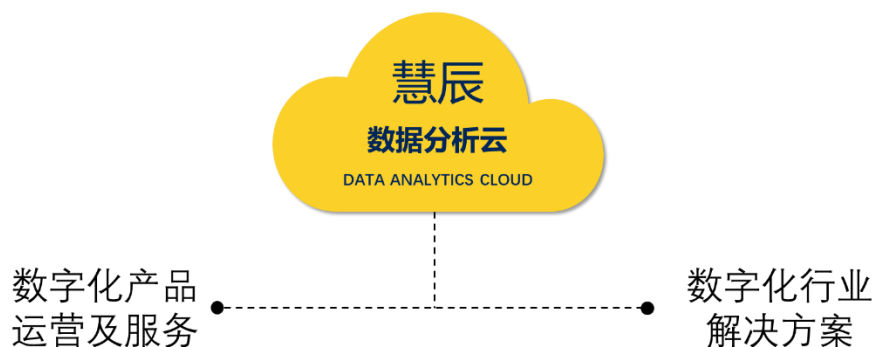 慧辰
数据分析云
DATA ANALYTICS CLOUD
数字化产品
运营及服务
数字化行业
解决方案